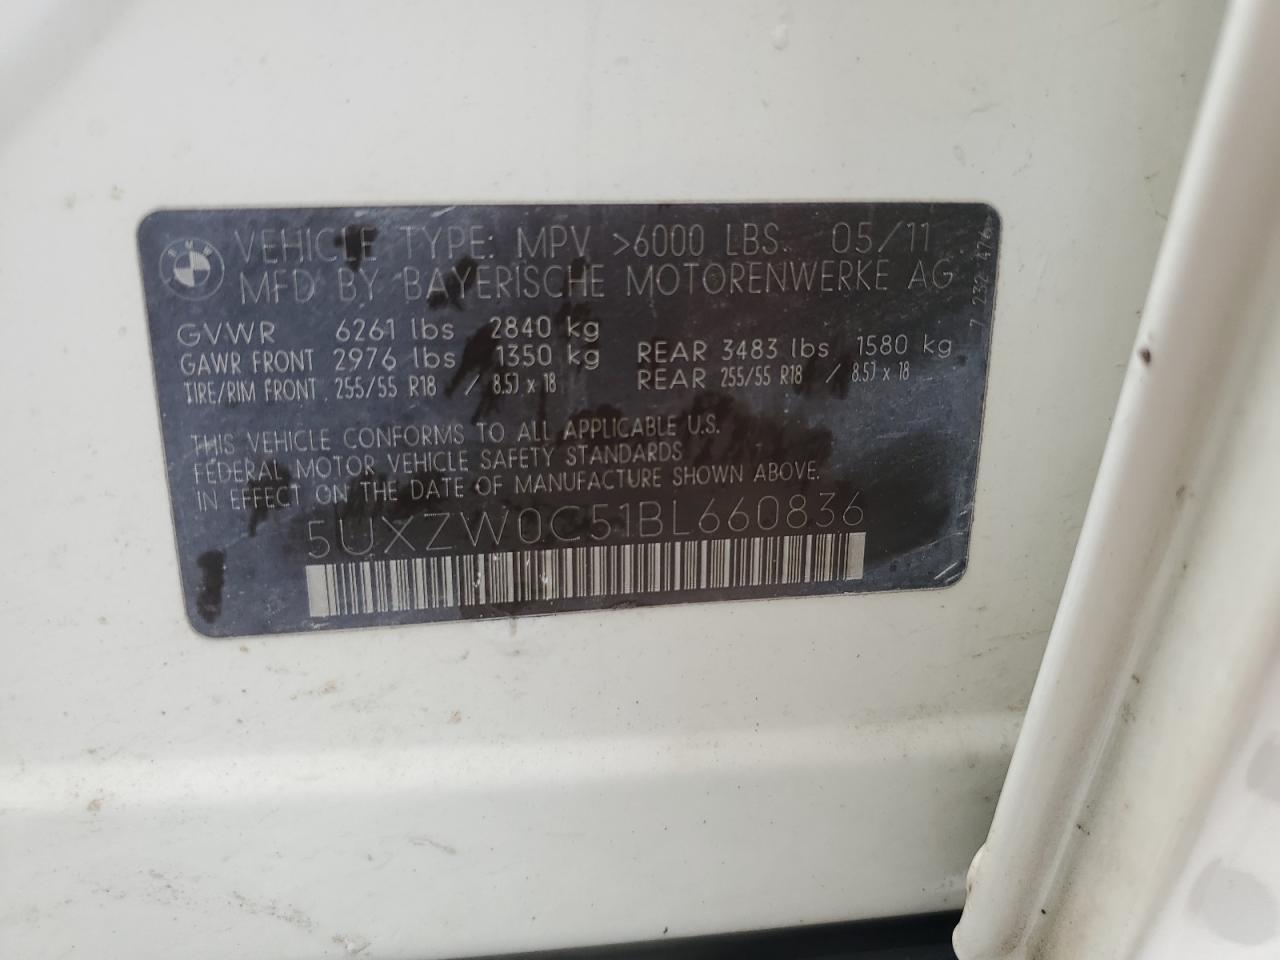 BMW
VEHICLE TYPE: MPV >6000 LBS. 05/11
MFD BY BAYERISCHE MOTORENWERKE AG
GVWR 6261 lbs 2840 kg
GAWR FRONT 2976 lbs 1350 kg REAR 3483 lbs 1580 kg
TIRE/RIM FRONT 255/55 R18 / 8.5J x 18 REAR 255/55 R18 / 8.5J x 18
THIS VEHICLE CONFORMS TO ALL APPLICABLE U.S.
FEDERAL MOTOR VEHICLE SAFETY STANDARDS
IN EFFECT ON THE DATE OF MANUFACTURE SHOWN ABOVE.
5UXZW0C51BL660836